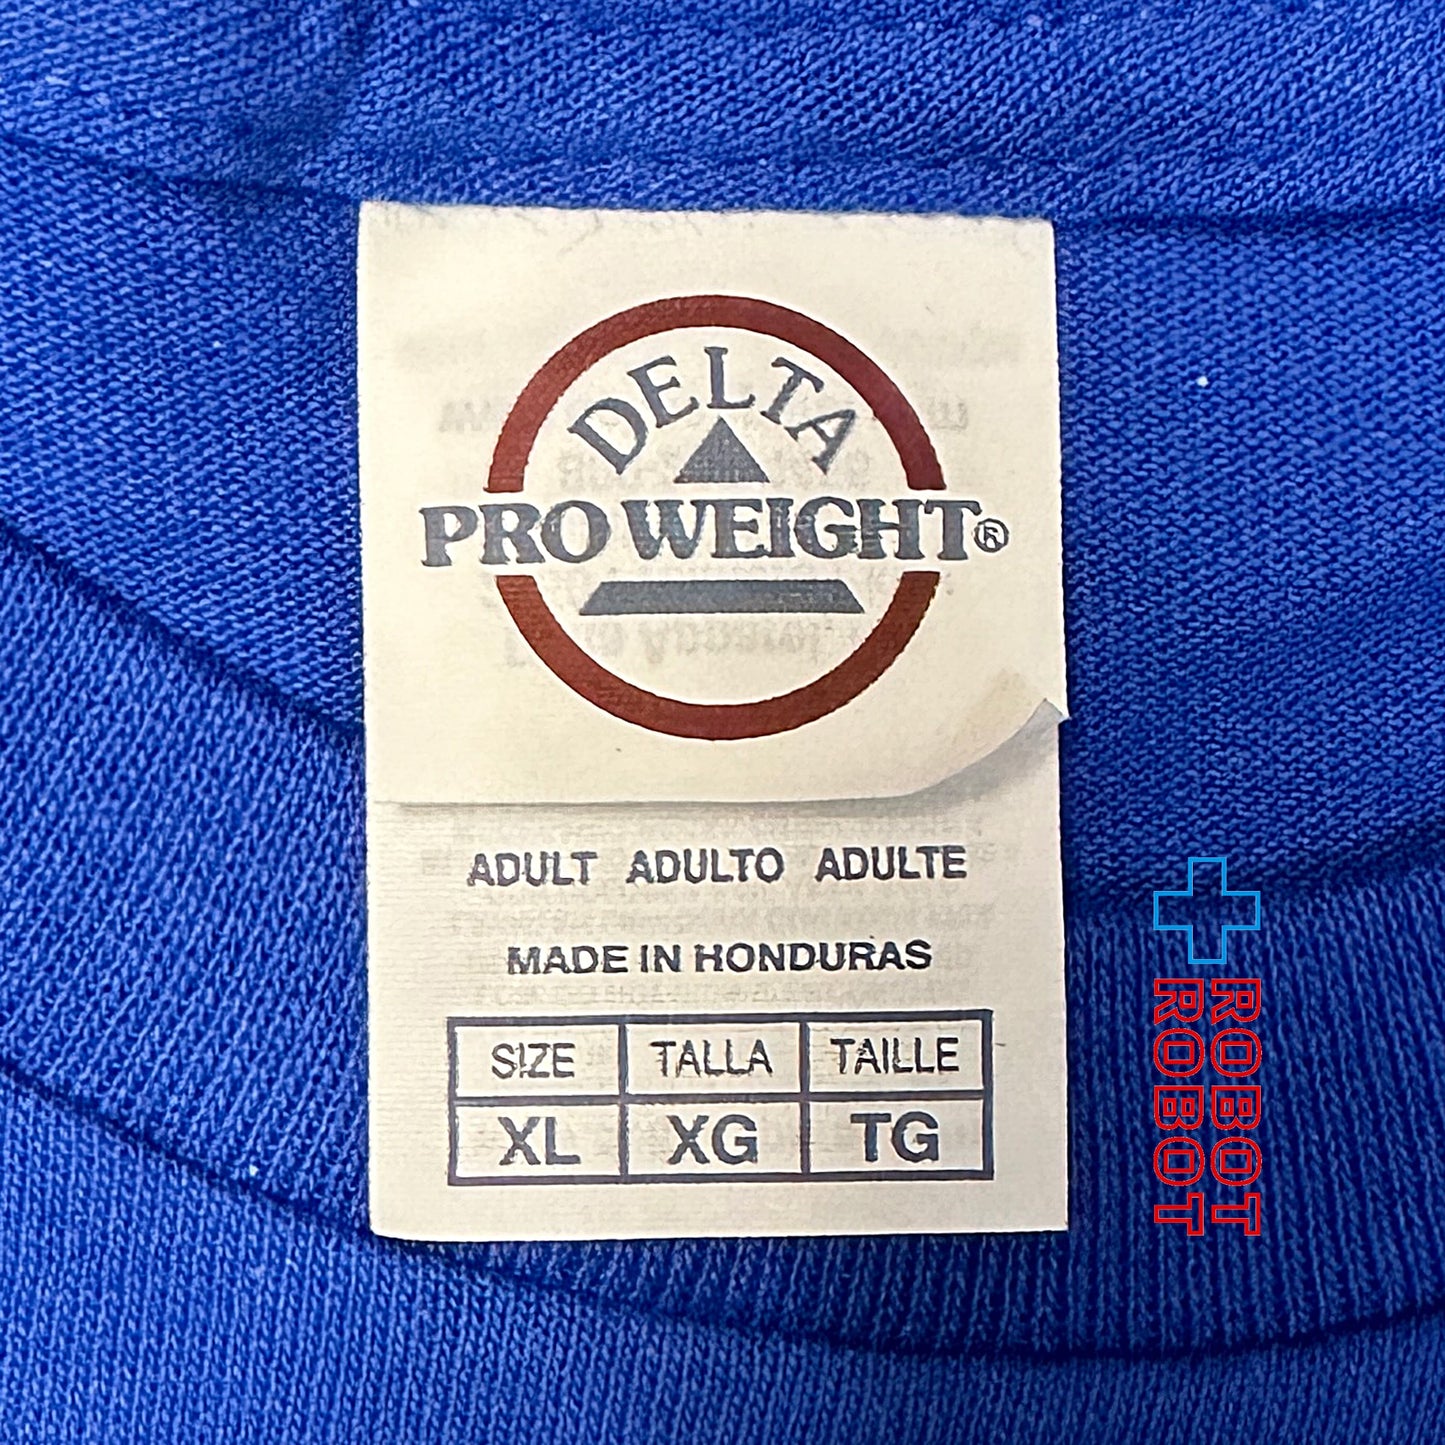 DELTA
PRO WEIGHT®
ADULT ADULTO ADULTE
MADE IN HONDURAS
SIZE TALLA TAILLE
XL XG TG
ROBOT
ROBOT